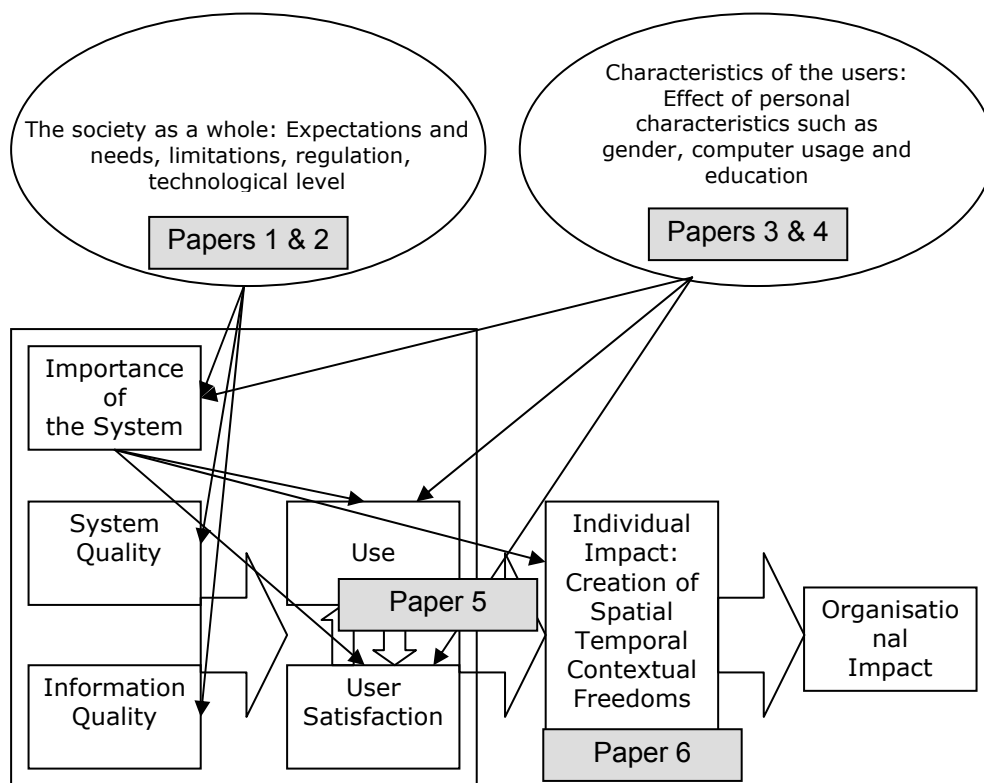 The society as a whole: Expectations and
needs, limitations, regulation,
technological level
Papers 1 & 2
Characteristics of the users:
Effect of personal
characteristics such as
gender, computer usage and
education
Papers 3 & 4
Importance
of
the System
System
Quality
Information
Quality
Use
Paper 5
User
Satisfaction
Individual
Impact:
Creation of
Spatial
Temporal
Contextual
Freedoms
Paper 6
Organisatio
nal
Impact